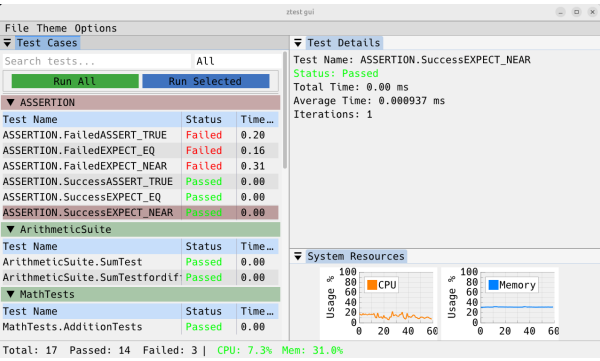 ztest gui
File Theme Options
Test Cases
Search tests... All
Run All Run Selected
ASSERTION
Test Name Status Time…
ASSERTION.FailedASSERT_TRUE Failed 0.20
ASSERTION.FailedEXPECT_EQ Failed 0.16
ASSERTION.FailedEXPECT_NEAR Failed 0.31
ASSERTION.SuccessASSERT_TRUE Passed 0.00
ASSERTION.SuccessEXPECT_EQ Passed 0.00
ASSERTION.SuccessEXPECT_NEAR Passed 0.00
ArithmeticSuite
Test Name Status Time…
ArithmeticSuite.SumTest Passed 0.00
ArithmeticSuite.SumTestfordif Passed 0.00
MathTests
Test Name Status Time…
MathTests.AdditionTests Passed 0.00
Test Details
Test Name: ASSERTION.SuccessEXPECT_NEAR
Status: Passed
Total Time: 0.00 ms
Average Time: 0.000937 ms
Iterations: 1
System Resources
Usage %
100
80
60
40
20
0
CPU
0 20 40 60
Usage %
100
80
60
40
20
0
Memory
0 20 40 60
Total: 17 Passed: 14 Failed: 3 | CPU: 7.3% Mem: 31.0%